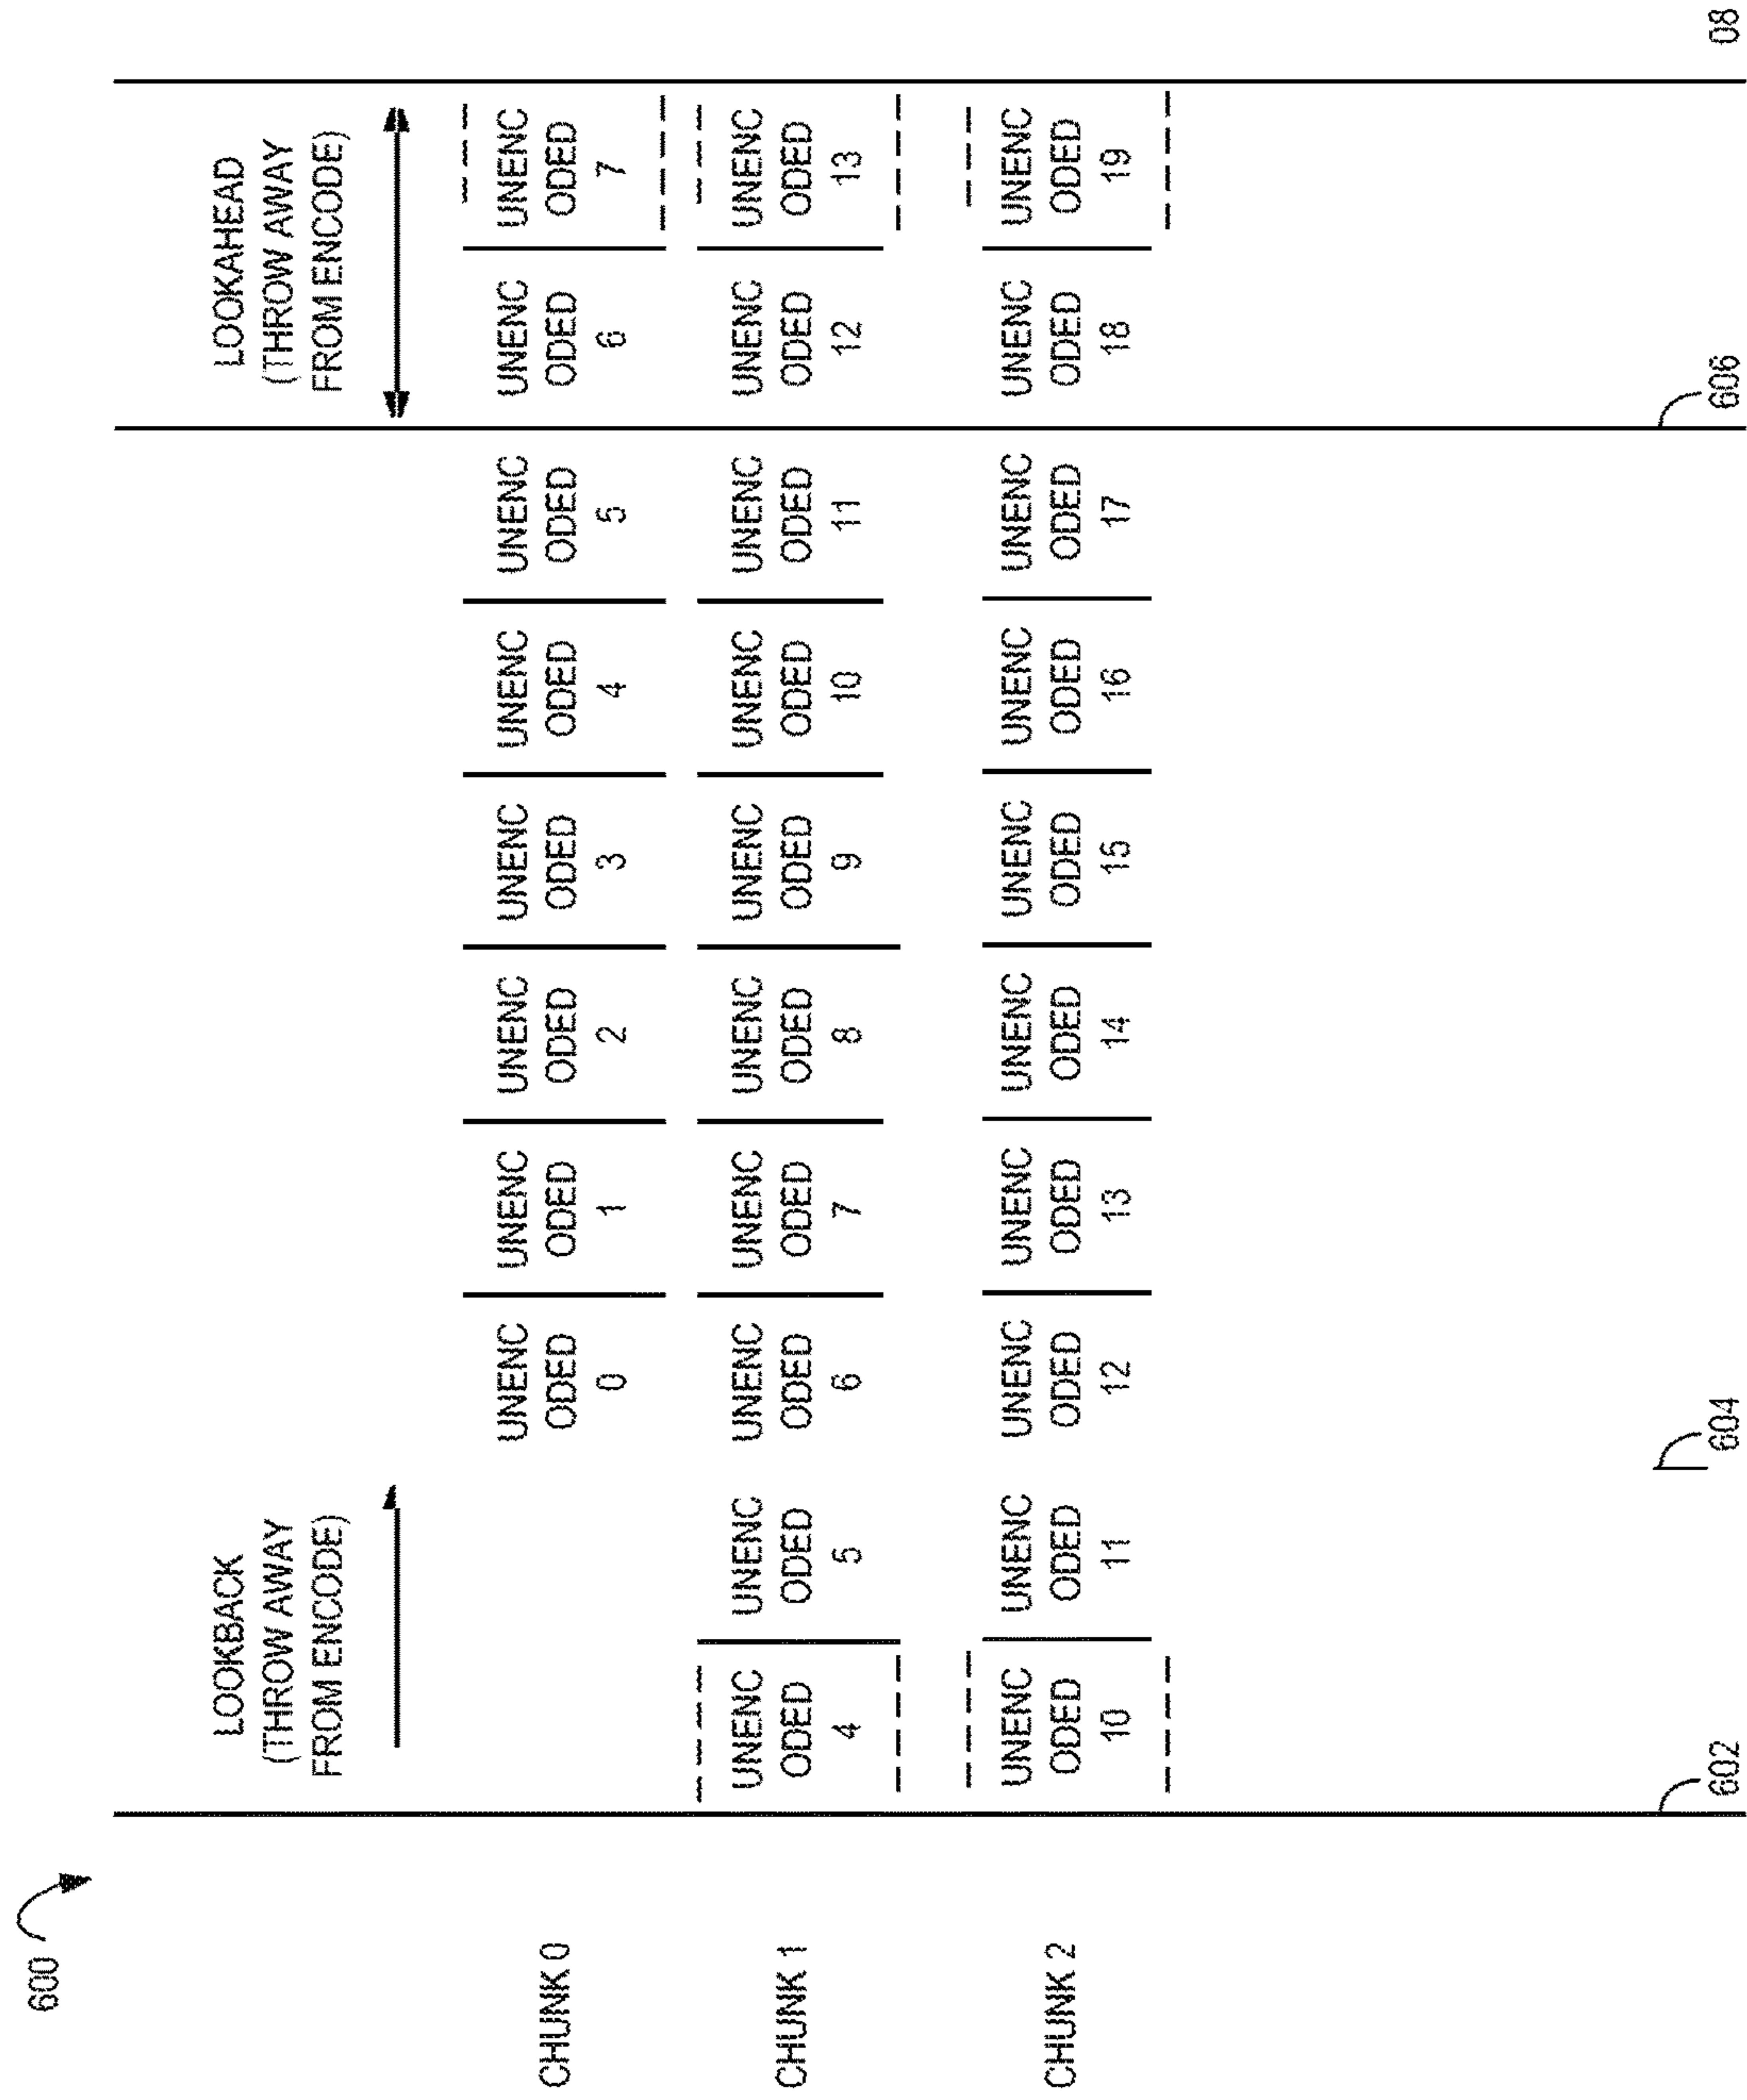 600
LOOKBACK
(THROW AWAY
FROM ENCODE)
LOOKAHEAD
(THROW AWAY
FROM ENCODE)
CHUNK 0
UNENC
ODED
0
UNENC
ODED
1
UNENC
ODED
2
UNENC
ODED
3
UNENC
ODED
4
UNENC
ODED
5
UNENC
ODED
6
UNENC
ODED
7
CHUNK 1
UNENC
ODED
4
UNENC
ODED
5
UNENC
ODED
6
UNENC
ODED
7
UNENC
ODED
8
UNENC
ODED
9
UNENC
ODED
10
UNENC
ODED
11
UNENC
ODED
12
UNENC
ODED
13
CHUNK 2
UNENC
ODED
10
UNENC
ODED
11
UNENC
ODED
12
UNENC
ODED
13
UNENC
ODED
14
UNENC
ODED
15
UNENC
ODED
16
UNENC
ODED
17
UNENC
ODED
18
UNENC
ODED
19
602
604
606
08